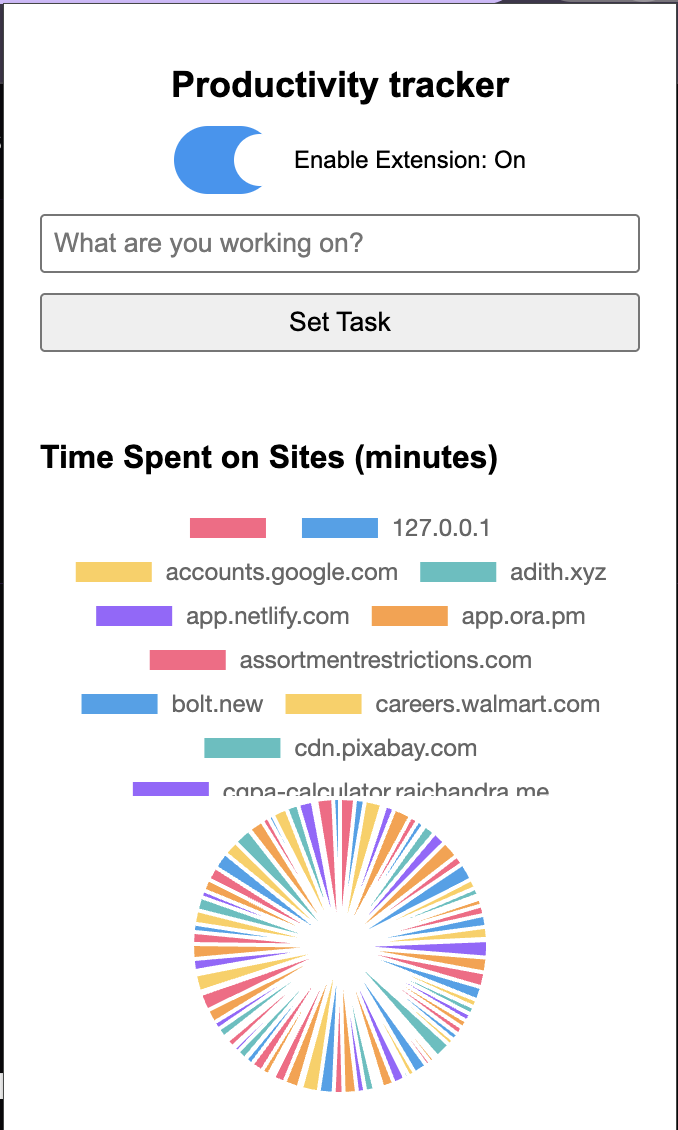 Productivity tracker
Enable Extension: On
What are you working on?
Set Task
Time Spent on Sites (minutes)
127.0.0.1
accounts.google.com adith.xyz
app.netlify.com app.ora.pm
assortmentrestrictions.com
bolt.new careers.walmart.com
cdn.pixabay.com
cgpa-calculator.raichandra.me